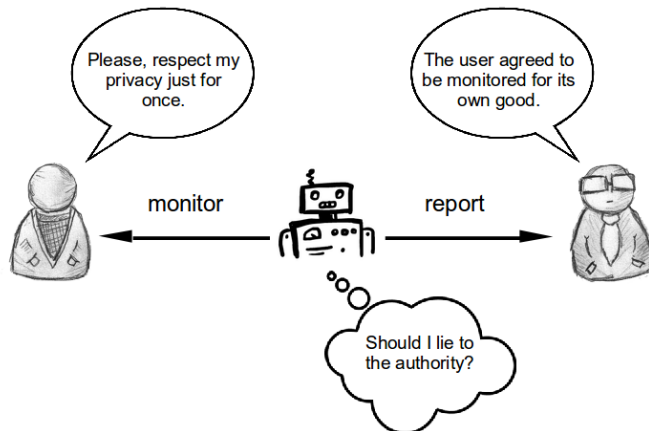 Please, respect my
privacy just for
once.
The user agreed to
be monitored for its
own good.
monitor
report
Should I lie to
the authority?